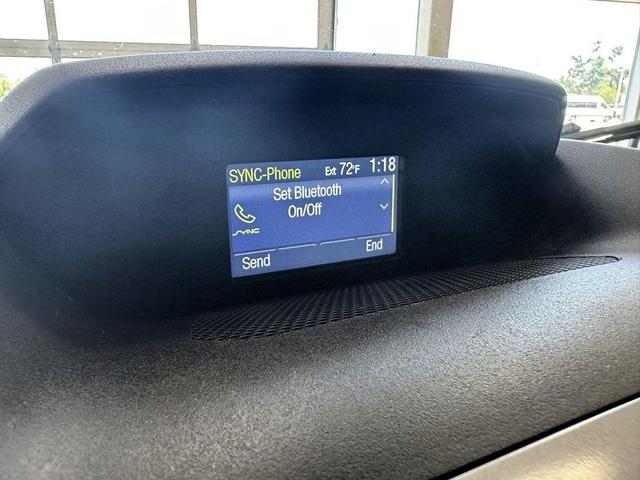 SYNC-Phone Ext 72°F 1:18
Set Bluetooth
On/Off
SYNC
End
Send